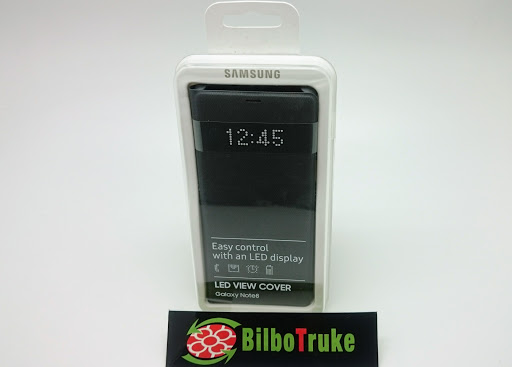 SAMSUNG
12:45
Easy control
with an LED display
LED VIEW COVER
Galaxy Note8
BilboTruke